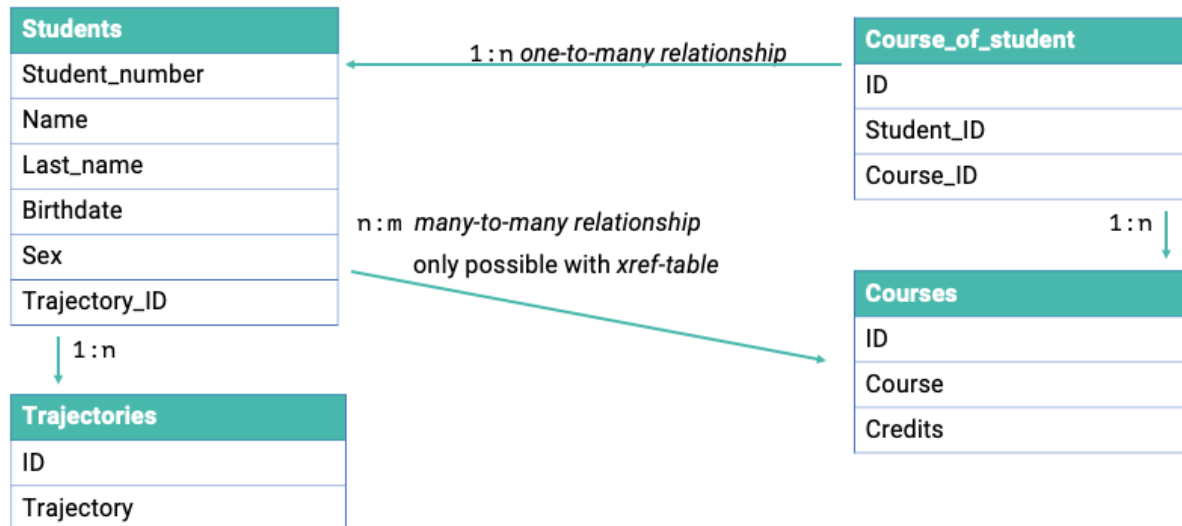 Students
Student_number
Name
Last_name
Birthdate
Sex
Trajectory_ID
1:n one-to-many relationship
Course_of_student
ID
Student_ID
Course_ID
n:m many-to-many relationship
only possible with xref-table
1:n
Courses
ID
Course
Credits
1:n
Trajectories
ID
Trajectory